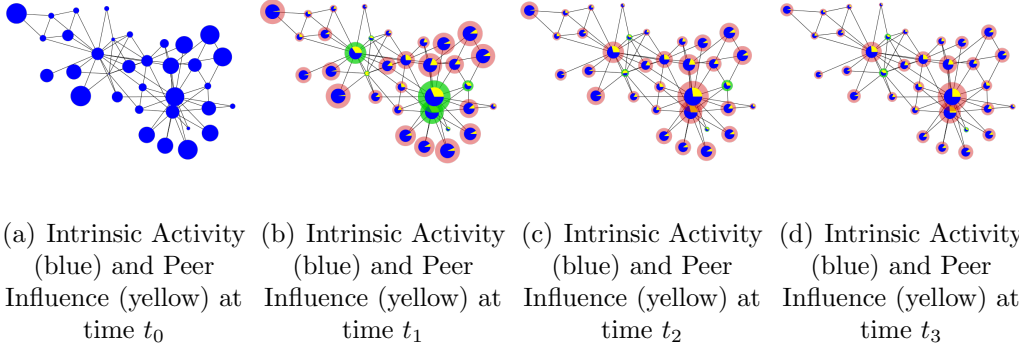 (a) Intrinsic Activity
(blue) and Peer
Influence (yellow) at
time t₀
(b) Intrinsic Activity
(blue) and Peer
Influence (yellow) at
time t₁
(c) Intrinsic Activity
(blue) and Peer
Influence (yellow) at
time t₂
(d) Intrinsic Activity
(blue) and Peer
Influence (yellow) at
time t₃